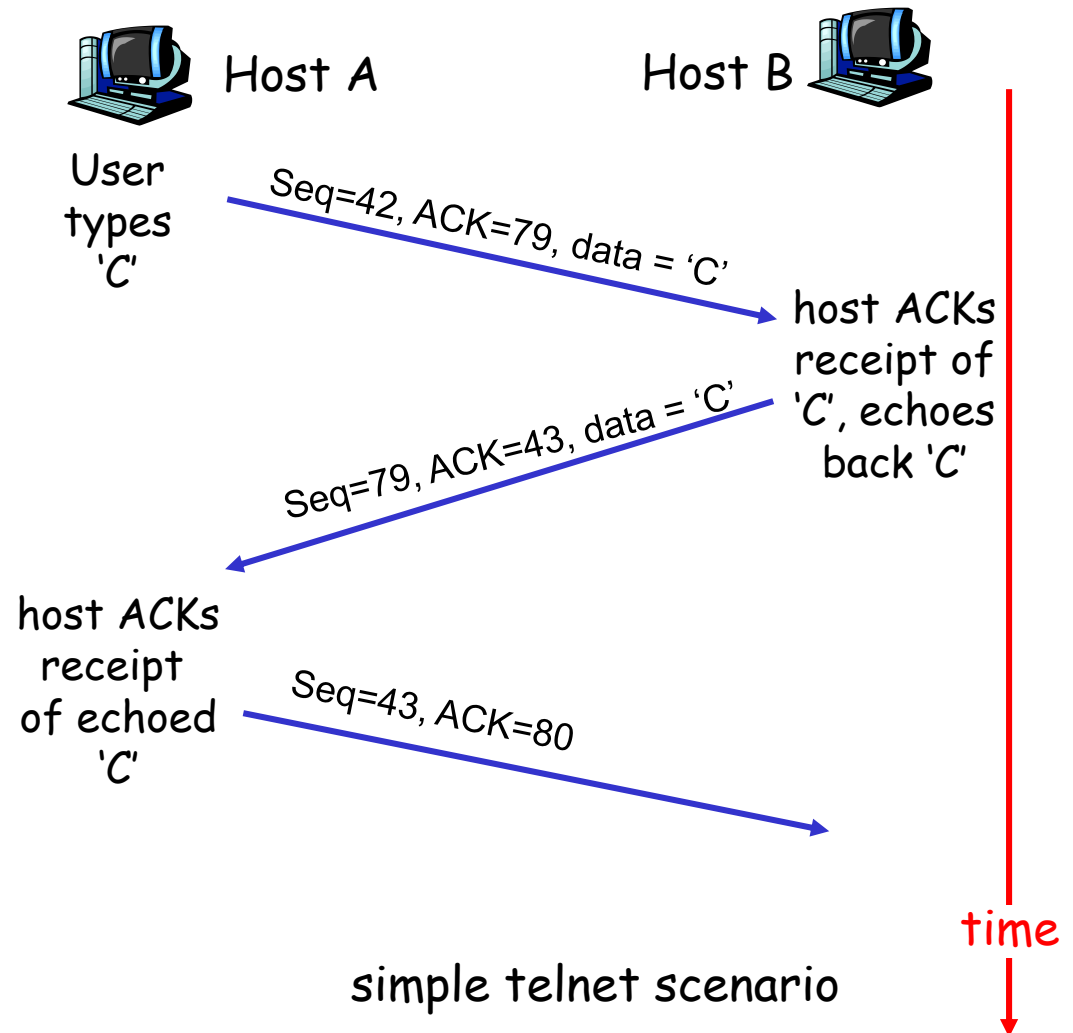 Host A
Host B
User
types
‘C’
Seq=42, ACK=79, data = ‘C’
host ACKs
receipt of
‘C’, echoes
back ‘C’
Seq=79, ACK=43, data = ‘C’
host ACKs
receipt
of echoed
‘C’
Seq=43, ACK=80
time
simple telnet scenario